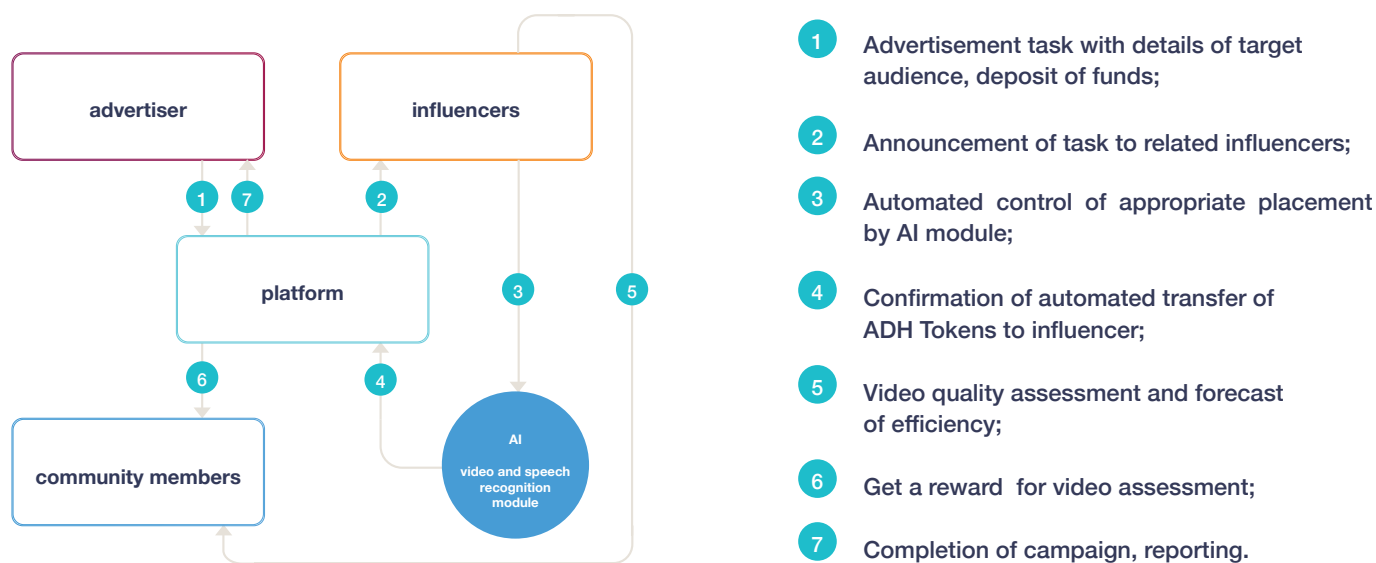 advertiser
influencers
1
7
2
platform
3
5
6
4
community members
AI
video and speech
recognition
module
1
Advertisement task with details of target
audience, deposit of funds;
2
Announcement of task to related influencers;
3
Automated control of appropriate placement
by AI module;
4
Confirmation of automated transfer of
ADH Tokens to influencer;
5
Video quality assessment and forecast
of efficiency;
6
Get a reward for video assessment;
7
Completion of campaign, reporting.